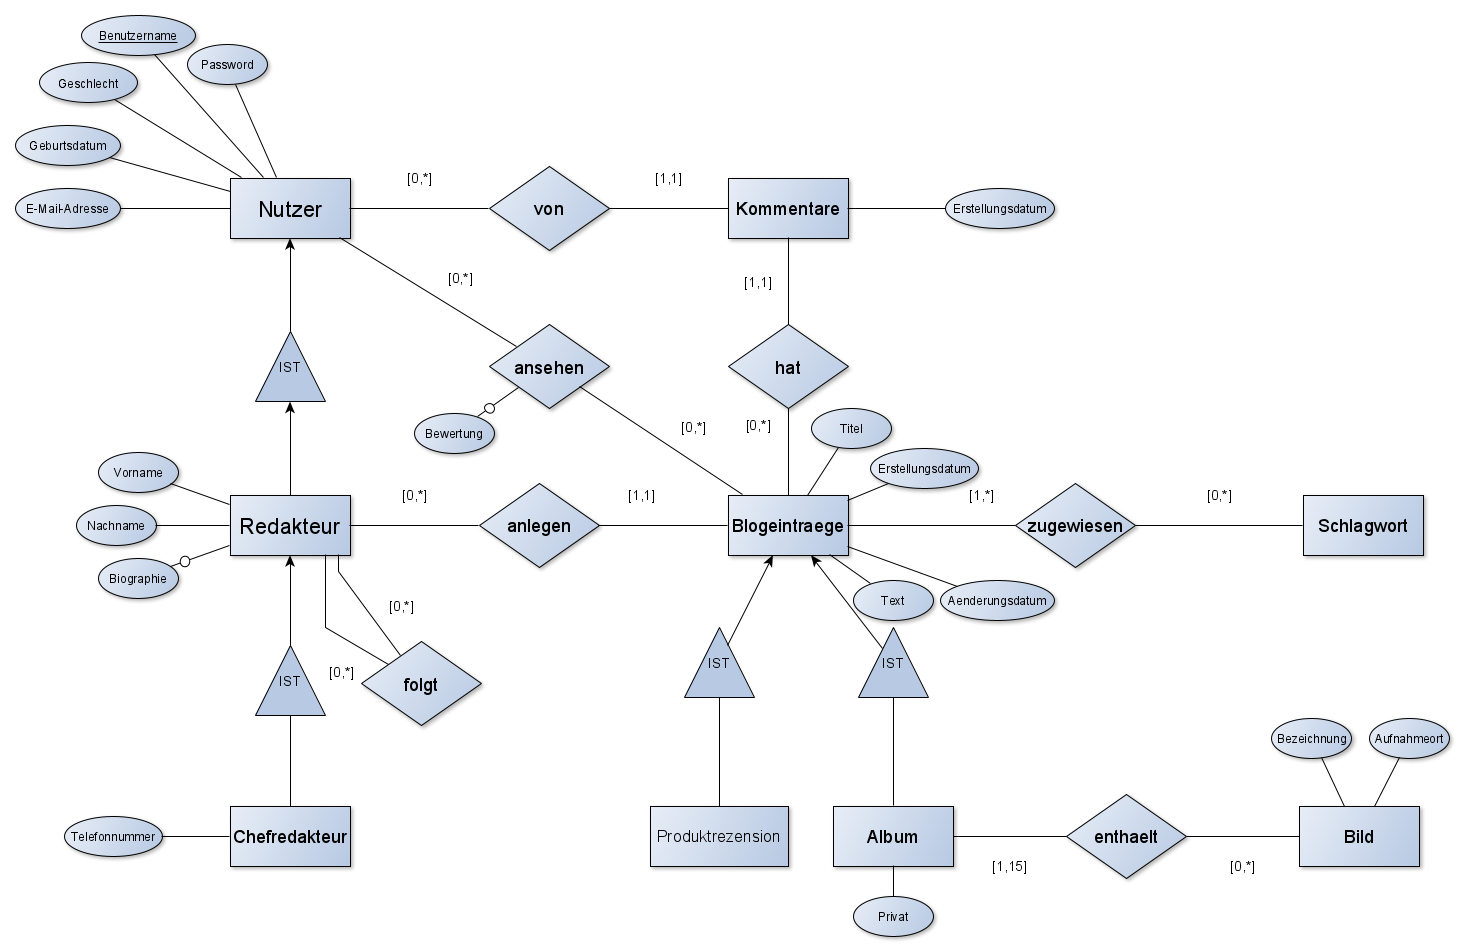 Benutzername
Password
Geschlecht
Geburtsdatum
E-Mail-Adresse
Nutzer
[0,*]
von
[1,1]
Kommentare
Erstellungsdatum
[0,*]
[1,1]
IST
ansehen
hat
Bewertung
[0,*]
[0,*]
Titel
Vorname
Erstellungsdatum
Nachname
Redakteur
[0,*]
anlegen
[1,1]
Blogeintraege
[1,*]
zugewiesen
[0,*]
Schlagwort
Biographie
[0,*]
Text
Aenderungsdatum
IST
[0,*]
folgt
IST
IST
Bezeichnung
Aufnahmeort
Telefonnummer
Chefredakteur
Produktrezension
Album
[1,15]
enthaelt
[0,*]
Bild
Privat